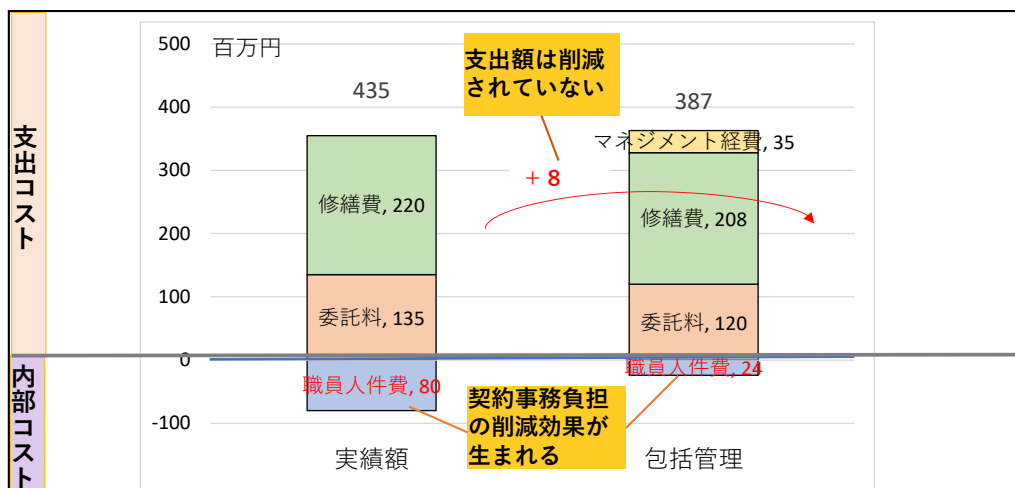 支出コスト
内部コスト
百万円
500
400
300
200
100
0
-100
435
387
支出額は削減
されていない
+ 8
マネジメント経費, 35
修繕費, 220
修繕費, 208
委託料, 135
委託料, 120
職員人件費, 80
職員人件費, 24
契約事務負担
の削減効果が
生まれる
実績額
包括管理